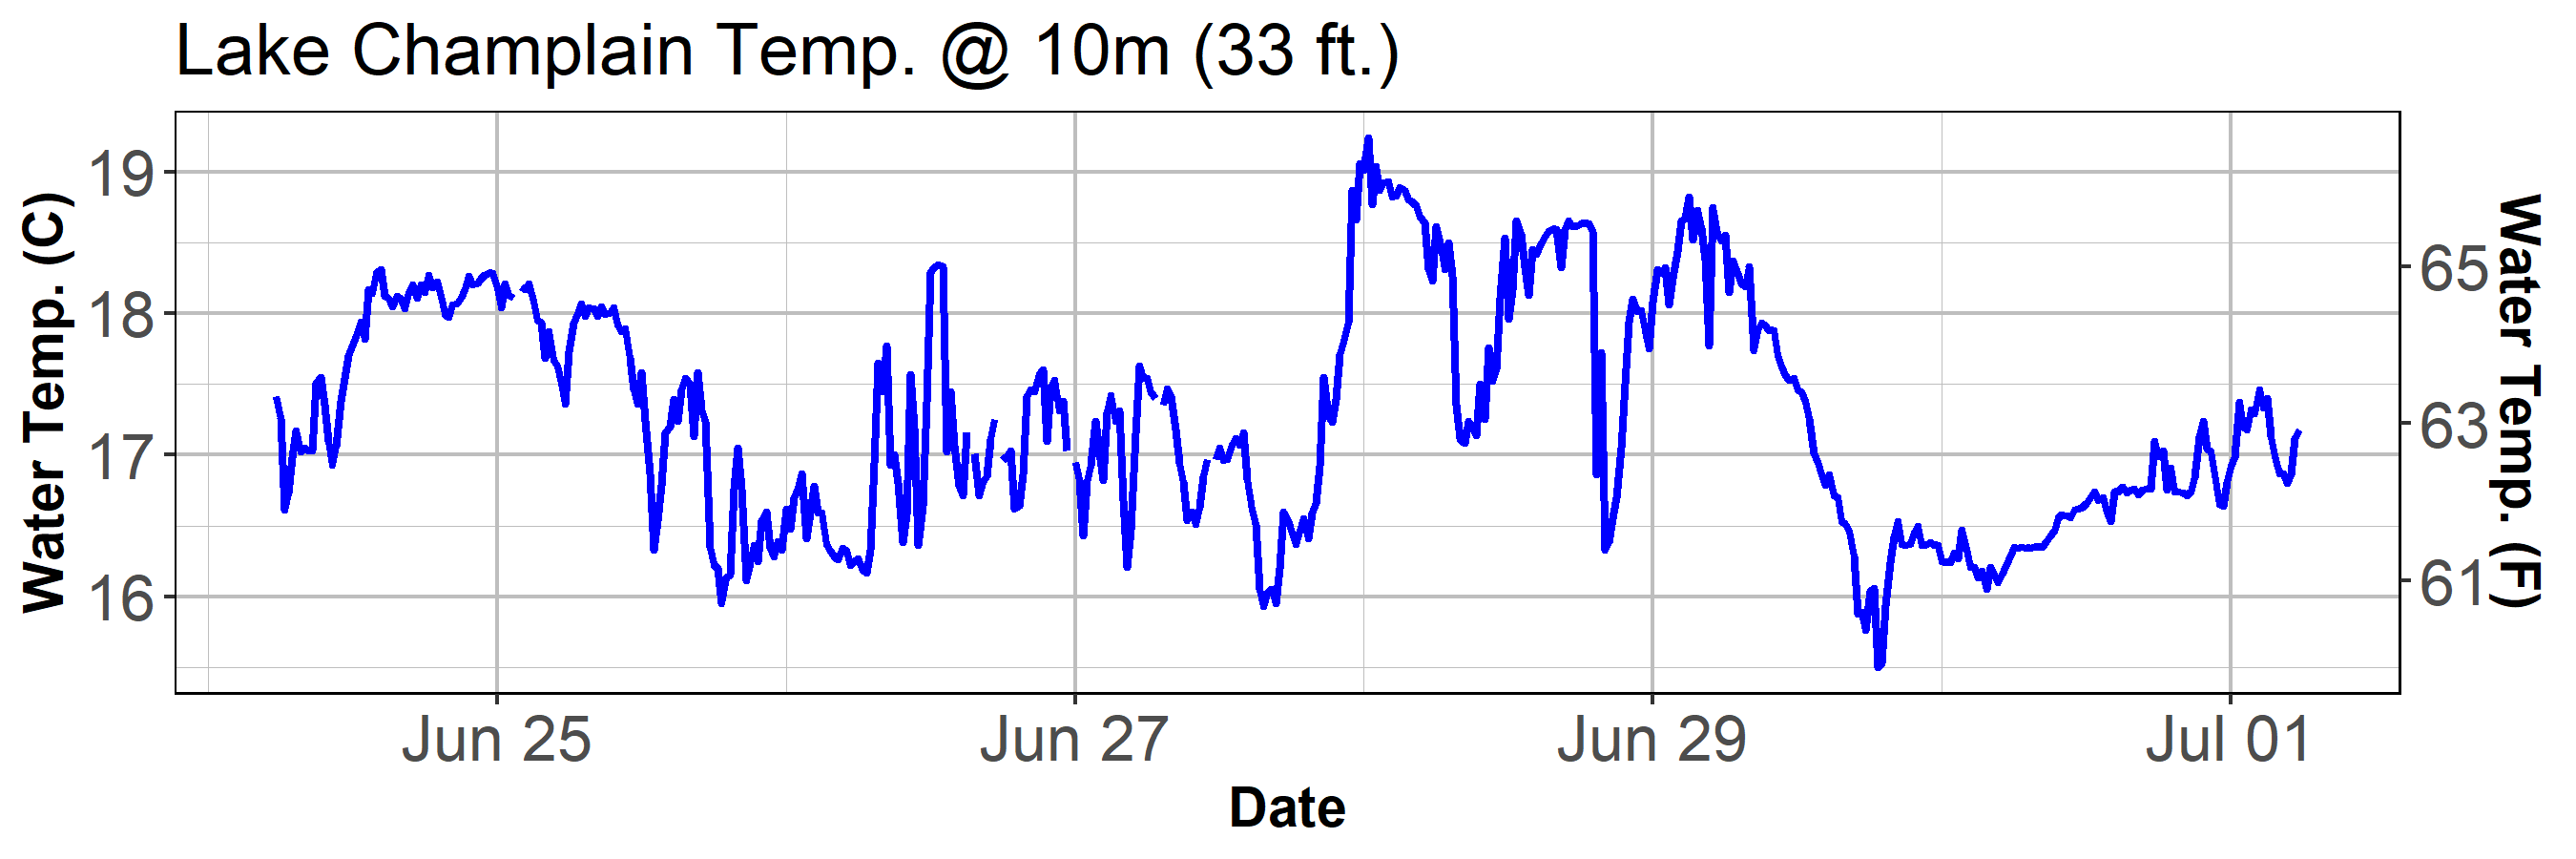 Lake Champlain Temp. @ 10m (33 ft.)
Water Temp. (C)
19
18
17
16
65
63
61
Water Temp. (F)
Jun 25
Jun 27
Jun 29
Jul 01
Date